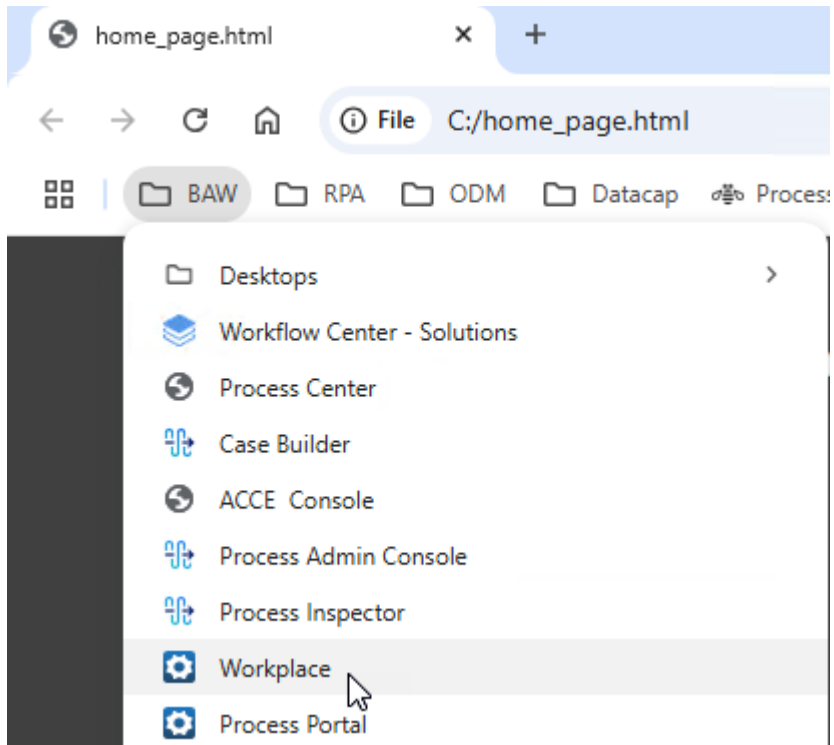 home_page.html
File C:/home_page.html
BAW RPA ODM Datacap Process
Desktops
Workflow Center - Solutions
Process Center
Case Builder
ACCE Console
Process Admin Console
Process Inspector
Workplace
Process Portal